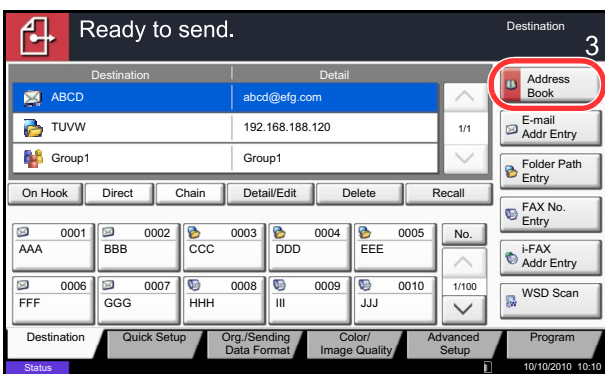 Ready to send.
Destination
3
Destination Detail
ABCD abcd@efg.com
TUVW 192.168.188.120
1/1
Group1 Group1
Address
Book
E-mail
Addr Entry
Folder Path
Entry
FAX No.
Entry
i-FAX
Addr Entry
WSD Scan
On Hook Direct Chain Detail/Edit Delete Recall
0001 0002 0003 0004 0005 No.
AAA BBB CCC DDD EEE
0006 0007 0008 0009 0010 1/100
FFF GGG HHH III JJJ
Destination Quick Setup Org./Sending
Data Format Color/
Image Quality Advanced
Setup Program
Status 10/10/2010 10:10